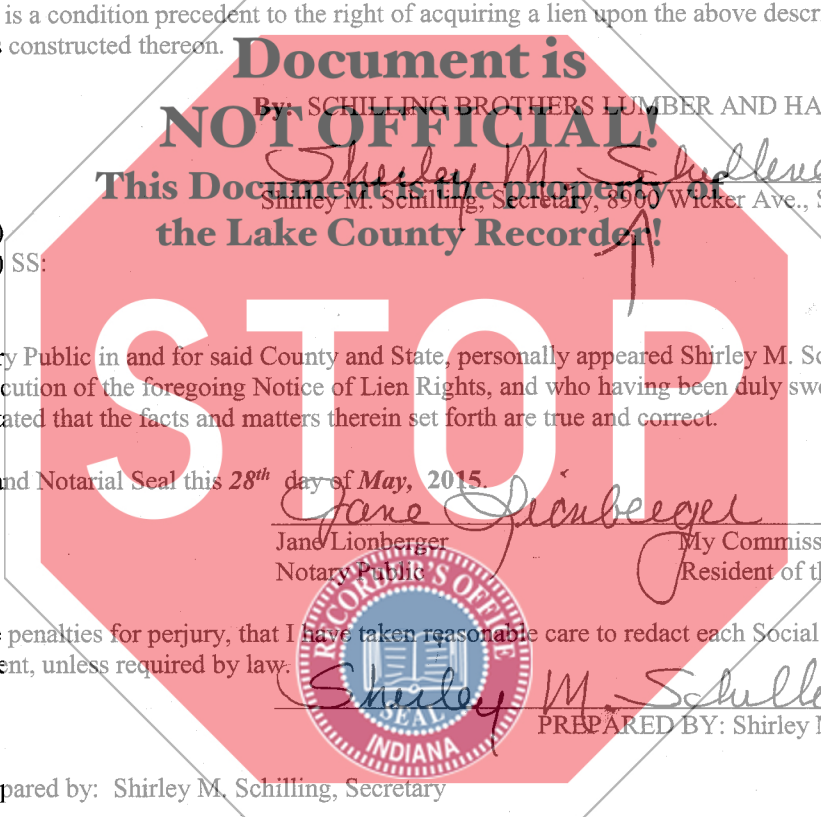 is a condition precedent to the right of acquiring a lien upon the above descri
constructed thereon.
Document is
By: SCHILLING BROTHERS LUMBER AND HA
NOT OFFICIAL!
Shirley M. Schilling
This Document is the property of
Shirley M. Schilling, Secretary, 8900 Wicker Ave., S
the Lake County Recorder!
)
) SS:
STOP
y Public in and for said County and State, personally appeared Shirley M. Sc
cution of the foregoing Notice of Lien Rights, and who having been duly swo
ated that the facts and matters therein set forth are true and correct.
nd Notarial Seal this 28th day of May, 2015.
Jane Lionberger
Jane Lionberger My Commiss
Notary Public Resident of th
RECORDER'S OFFICE
penalties for perjury, that I have taken reasonable care to redact each Social
ent, unless required by law.
Shirley M. Schilling
SEAL
PREPARED BY: Shirley M
INDIANA
pared by: Shirley M. Schilling, Secretary